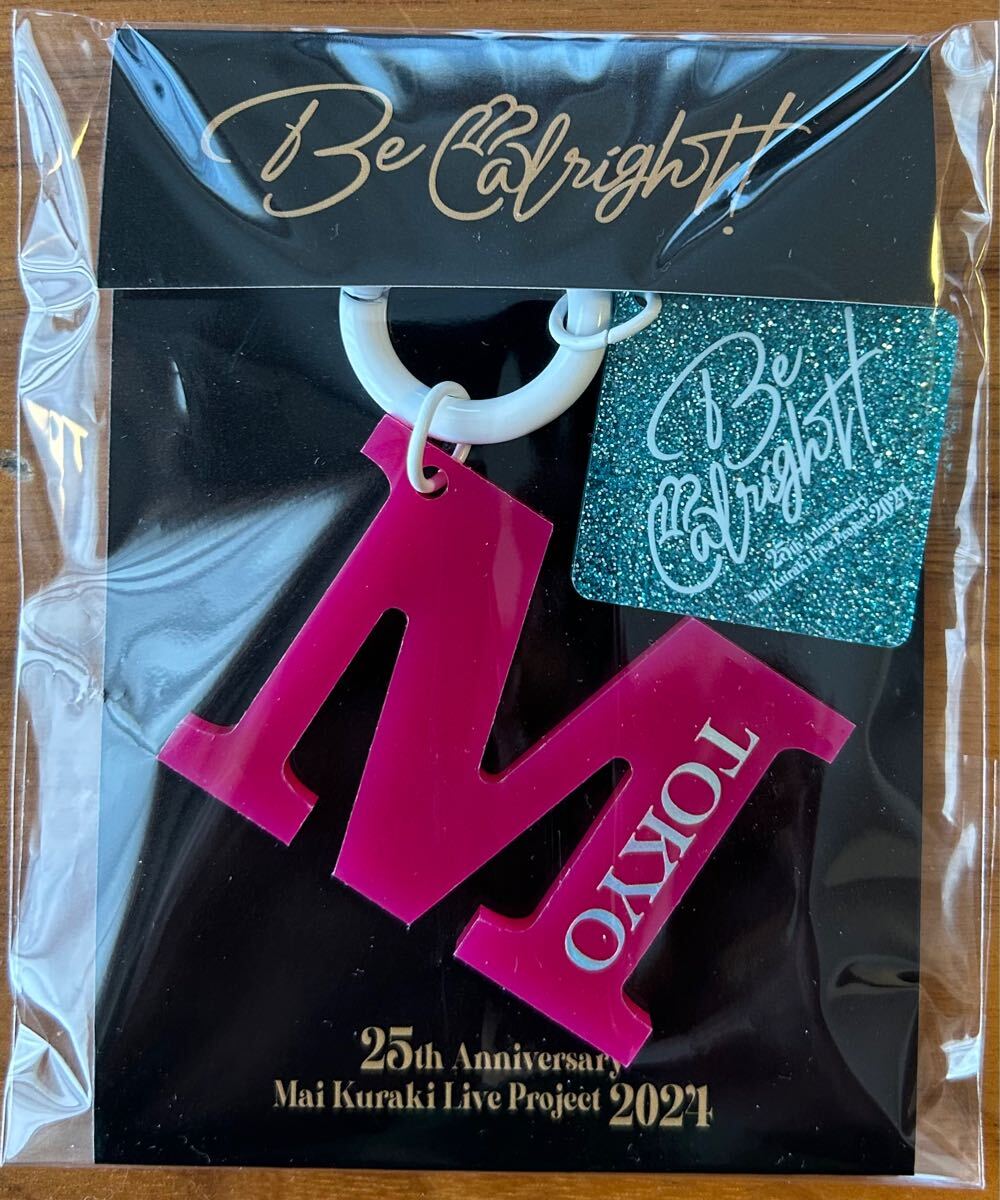 Be alright!
Be
alright!
25th Anniversary
Mai Kuraki Live Project 2024
M
TOKYO
25th Anniversary
Mai Kuraki Live Project 2024